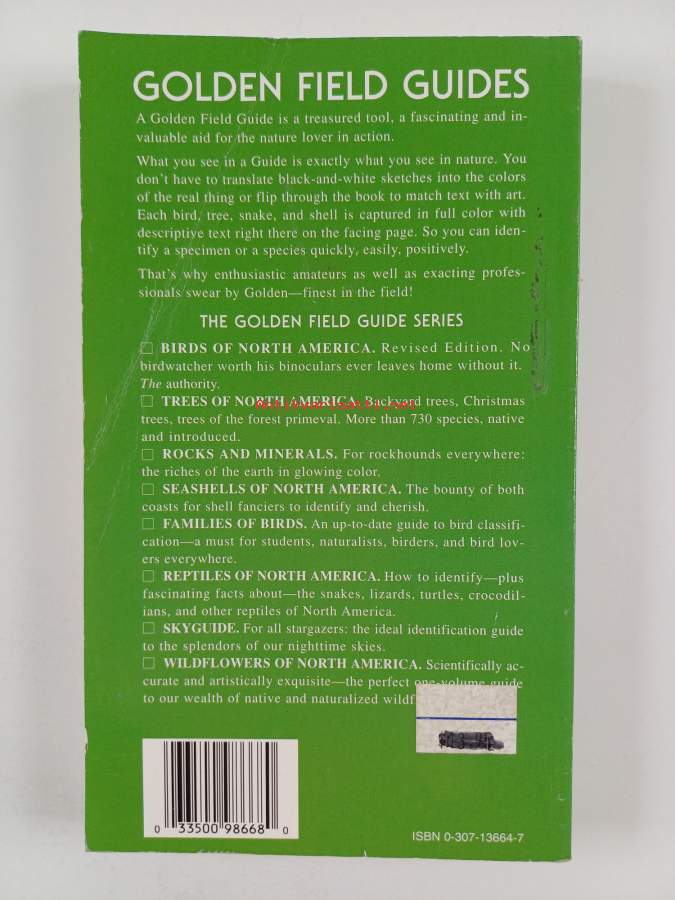 GOLDEN FIELD GUIDES
A Golden Field Guide is a treasured tool, a fascinating and in-
valuable aid for the nature lover in action.
What you see in a Guide is exactly what you see in nature. You
don't have to translate black-and-white sketches into the colors
of the real thing or flip through the book to match text with art.
Each bird, tree, snake, and shell is captured in full color with
descriptive text right there on the facing page. So you can iden-
tify a specimen or a species quickly, easily, positively.
That's why enthusiastic amateurs as well as exacting profes-
sionals swear by Golden—finest in the field!
THE GOLDEN FIELD GUIDE SERIES
□ BIRDS OF NORTH AMERICA. Revised Edition. No
birdwatcher worth his binoculars ever leaves home without it.
The authority.
□ TREES OF NORTH AMERICA. Backyard trees, Christmas
trees, trees of the forest primeval. More than 730 species, native
and introduced.
□ ROCKS AND MINERALS. For rockhounds everywhere:
the riches of the earth in glowing color.
□ SEASHELLS OF NORTH AMERICA. The bounty of both
coasts for shell fanciers to identify and cherish.
□ FAMILIES OF BIRDS. An up-to-date guide to bird classifi-
cation—a must for students, naturalists, birders, and bird lov-
ers everywhere.
□ REPTILES OF NORTH AMERICA. How to identify—plus
fascinating facts about—the snakes, lizards, turtles, crocodil-
ians, and other reptiles of North America.
□ SKYGUIDE. For all stargazers: the ideal identification guide
to the splendors of our nighttime skies.
□ WILDFLOWERS OF NORTH AMERICA. Scientifically ac-
curate and artistically exquisite—the perfect one-volume guide
to our wealth of native and naturalized
0 33500 98668 0
ISBN 0-307-13664-7